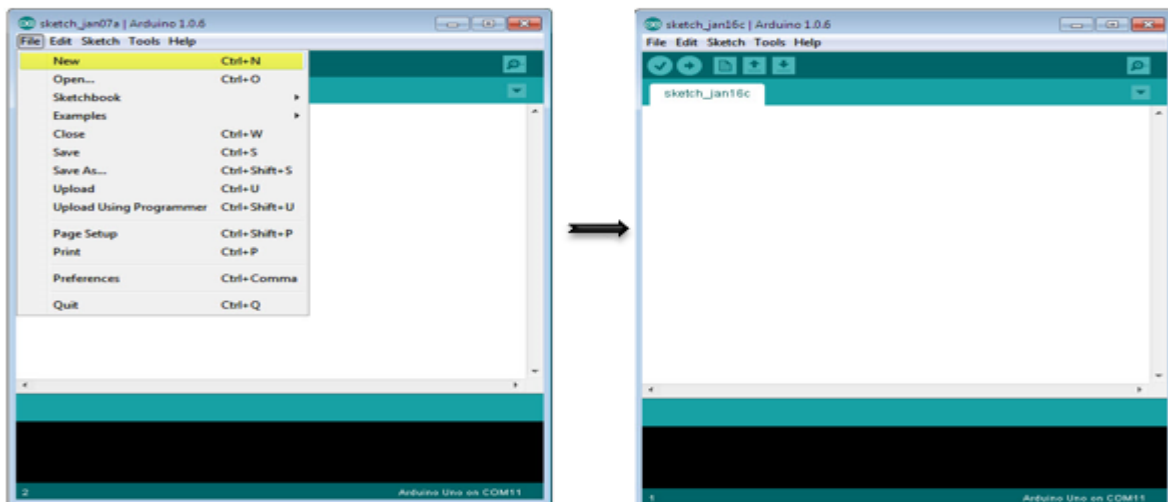 sketch_jan07a | Arduino 1.0.6
File Edit Sketch Tools Help
New Ctrl+N
Open... Ctrl+O
Sketchbook
Examples
Close Ctrl+W
Save Ctrl+S
Save As... Ctrl+Shift+S
Upload Ctrl+U
Upload Using Programmer Ctrl+Shift+U
Page Setup Ctrl+Shift+P
Print Ctrl+P
Preferences Ctrl+Comma
Quit Ctrl+Q
2 Arduino Uno on COM11
sketch_jan16c | Arduino 1.0.6
File Edit Sketch Tools Help
sketch_jan16c
1 Arduino Uno on COM11